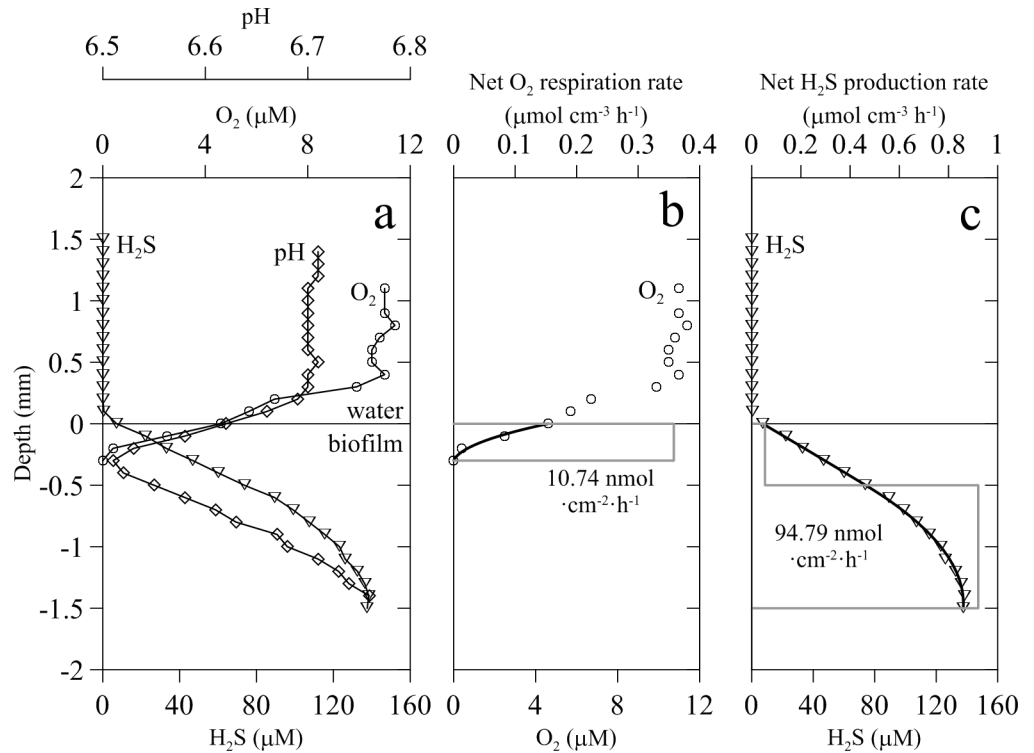 pH
6.5 6.6 6.7 6.8
O₂ (μM)
0 4 8 12
Net O₂ respiration rate
(μmol cm⁻³ h⁻¹)
0 0.1 0.2 0.3 0.4
Net H₂S production rate
(μmol cm⁻³ h⁻¹)
0 0.2 0.4 0.6 0.8 1
Depth (mm)
2
1.5
1
0.5
0
-0.5
-1
-1.5
-2
a
H₂S
pH
O₂
water
biofilm
0 40 80 120 160
H₂S (μM)
b
O₂
10.74 nmol
·cm⁻²·h⁻¹
0 2 4 6 8 10 12
O₂ (μM)
c
H₂S
94.79 nmol
·cm⁻²·h⁻¹
0 40 80 120 160
H₂S (μM)